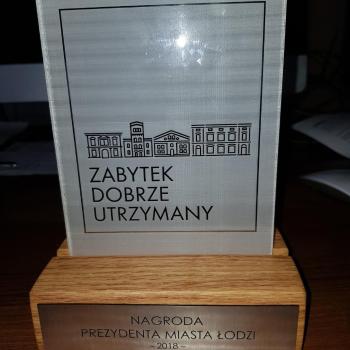 ZABYTEK
DOBRZE
UTRZYMANY
NAGRODA
PREZYDENTA MIASTA ŁODZI
~2018~